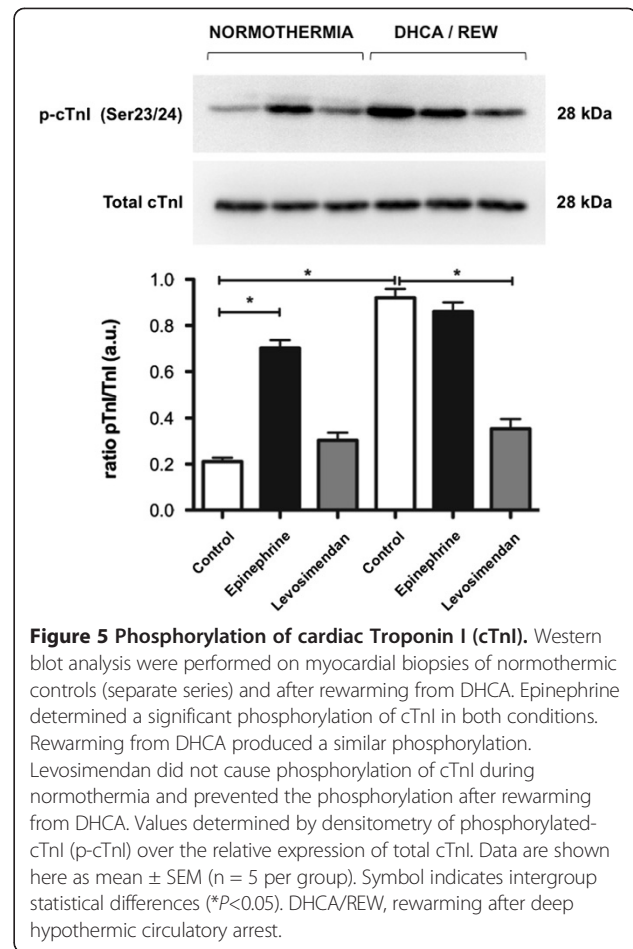 NORMOTHERMIA DHCA / REW
p-cTnI (Ser23/24) 28 kDa
Total cTnI 28 kDa
* *
*
1.0
0.8
0.6
0.4
0.2
0.0
ratio pTnI/TnI (a.u.)
Control Epinephrine Levosimendan Control Epinephrine Levosimendan
Figure 5 Phosphorylation of cardiac Troponin I (cTnI). Western
blot analysis were performed on myocardial biopsies of normothermic
controls (separate series) and after rewarming from DHCA. Epinephrine
determined a significant phosphorylation of cTnI in both conditions.
Rewarming from DHCA produced a similar phosphorylation.
Levosimendan did not cause phosphorylation of cTnI during
normothermia and prevented the phosphorylation after rewarming
from DHCA. Values determined by densitometry of phosphorylated-
cTnI (p-cTnI) over the relative expression of total cTnI. Data are shown
here as mean ± SEM (n = 5 per group). Symbol indicates intergroup
statistical differences (*P<0.05). DHCA/REW, rewarming after deep
hypothermic circulatory arrest.